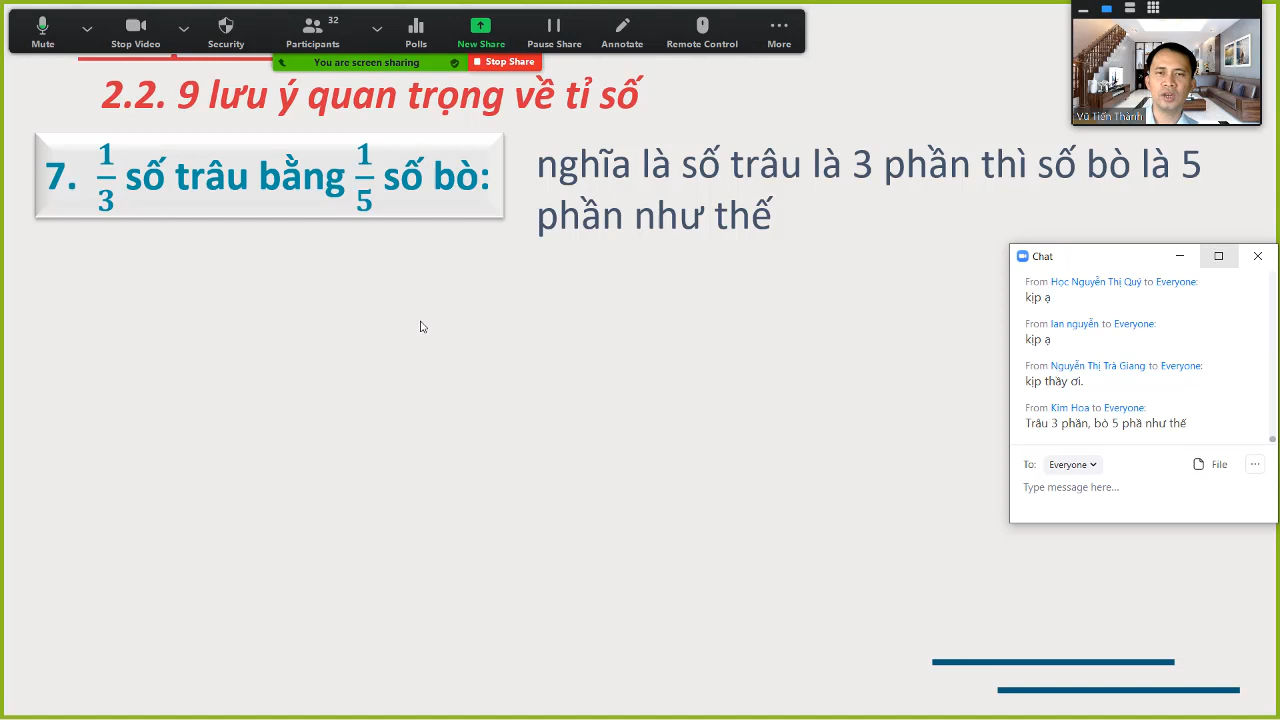 Mute
Stop Video
Security
32
Participants
Polls
New Share
Pause Share
Annotate
Remote Control
More
You are screen sharing
Stop Share
Vũ Tiến Thành
2.2. 9 lưu ý quan trọng về tỉ số
7. 1/3 số trâu bằng 1/5 số bò:
nghĩa là số trâu là 3 phần thì số bò là 5
phần như thế
Chat
From Học Nguyễn Thị Quý to Everyone:
kịp ạ
From lan nguyễn to Everyone:
kịp ạ
From Nguyễn Thị Trà Giang to Everyone:
kịp thầy ơi.
From Kim Hoa to Everyone:
Trâu 3 phần, bò 5 phầ như thế
To: Everyone
File
Type message here...